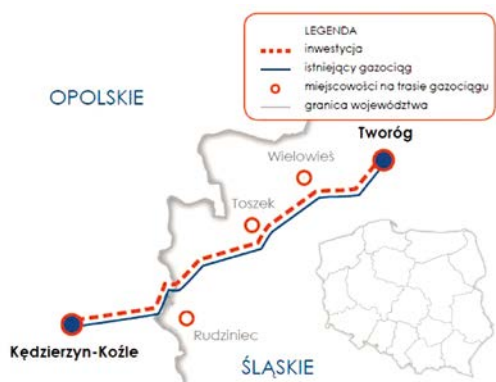 LEGENDA
inwestycja
istniejący gazociąg
miejscowości na trasie gazociągu
granica województwa
OPOLSKIE
Tworóg
Wielowieś
Toszek
Rudziniec
Kędzierzyn-Koźle
ŚLĄSKIE